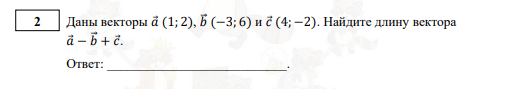 2 Даны векторы a⃗ (1; 2), b⃗ (−3; 6) и c⃗ (4; −2). Найдите длину вектора
a⃗ − b⃗ + c⃗.
Ответ: ___________________________.